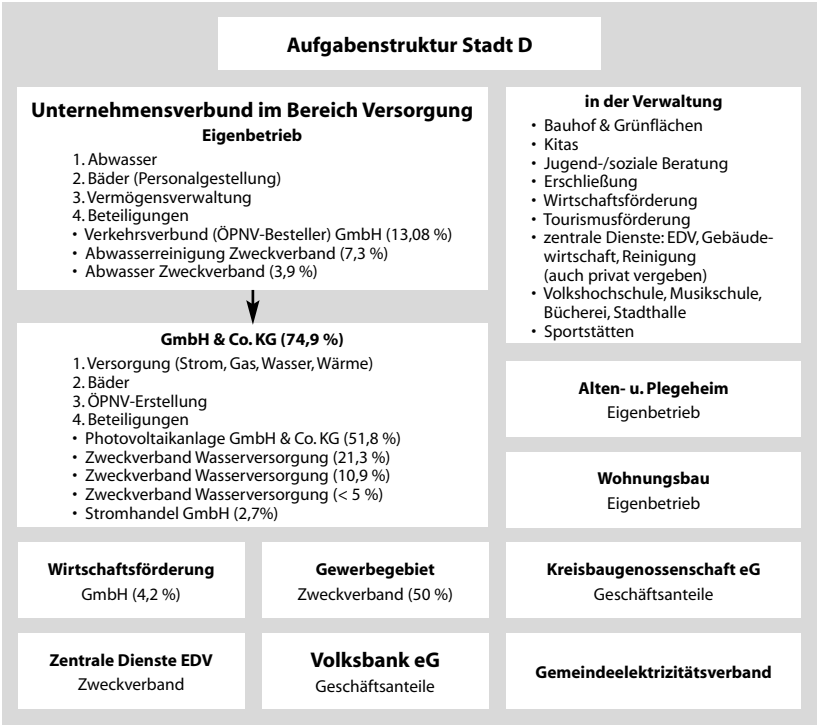 Aufgabenstruktur Stadt D
Unternehmensverbund im Bereich Versorgung
Eigenbetrieb
1. Abwasser
2. Bäder (Personalgestellung)
3. Vermögensverwaltung
4. Beteiligungen
• Verkehrsverbund (ÖPNV-Besteller) GmbH (13,08 %)
• Abwasserreinigung Zweckverband (7,3 %)
• Abwasser Zweckverband (3,9 %)
GmbH & Co. KG (74,9 %)
1. Versorgung (Strom, Gas, Wasser, Wärme)
2. Bäder
3. ÖPNV-Erstellung
4. Beteiligungen
• Photovoltaikanlage GmbH & Co. KG (51,8 %)
• Zweckverband Wasserversorgung (21,3 %)
• Zweckverband Wasserversorgung (10,9 %)
• Zweckverband Wasserversorgung (< 5 %)
• Stromhandel GmbH (2,7%)
in der Verwaltung
• Bauhof & Grünflächen
• Kitas
• Jugend-/soziale Beratung
• Erschließung
• Wirtschaftsförderung
• Tourismusförderung
• zentrale Dienste: EDV, Gebäude-
wirtschaft, Reinigung
(auch privat vergeben)
• Volkshochschule, Musikschule,
Bücherei, Stadthalle
• Sportstätten
Alten- u. Plegeheim
Eigenbetrieb
Wohnungsbau
Eigenbetrieb
Wirtschaftsförderung
GmbH (4,2 %)
Gewerbegebiet
Zweckverband (50 %)
Kreisbaugenossenschaft eG
Geschäftsanteile
Zentrale Dienste EDV
Zweckverband
Volksbank eG
Geschäftsanteile
Gemeindeelektrizitätsverband